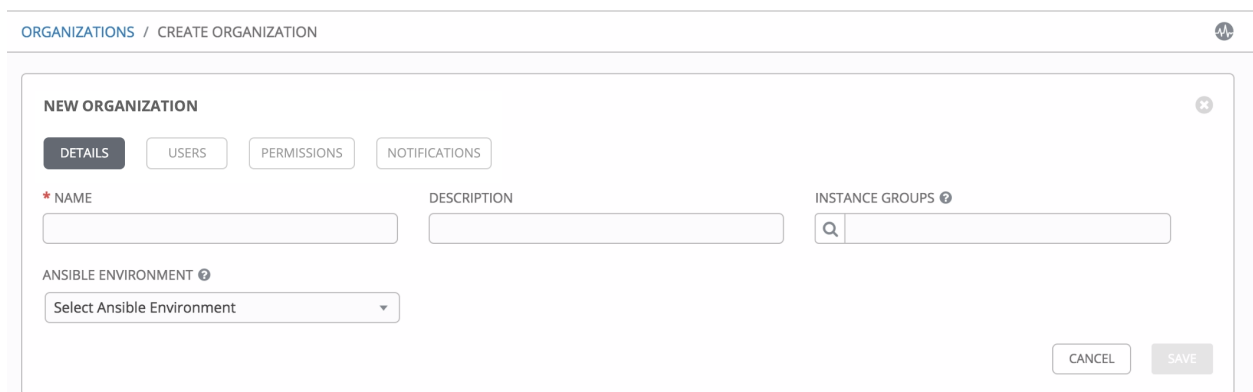 ORGANIZATIONS / CREATE ORGANIZATION
NEW ORGANIZATION
DETAILS USERS PERMISSIONS NOTIFICATIONS
* NAME DESCRIPTION INSTANCE GROUPS ?
ANSIBLE ENVIRONMENT ?
Select Ansible Environment
CANCEL SAVE